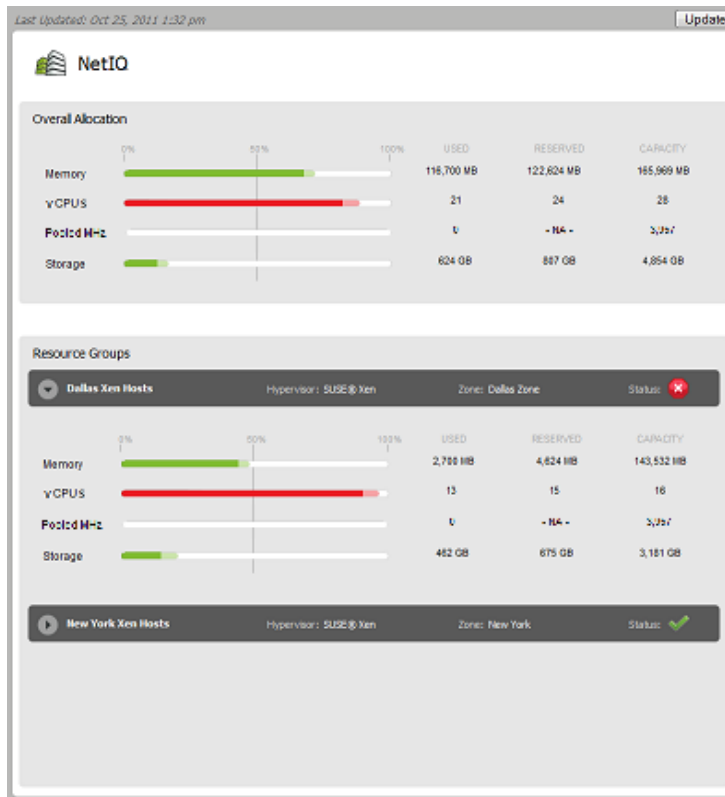 Last Updated: Oct 25, 2011 1:32 pm Update
NetIQ
Overall Allocation
0% 50% 100% USED RESERVED CAPACITY
Memory 116,700 MB 122,624 MB 165,969 MB
vCPUS 21 24 28
Pooled MHz 0 - NA - 5,957
Storage 624 GB 807 GB 4,854 GB
Resource Groups
Dallas Xen Hosts Hypervisor: SUSE® Xen Zone: Dallas Zone Status:
0% 50% 100% USED RESERVED CAPACITY
Memory 2,700 MB 4,624 MB 143,532 MB
vCPUS 13 15 16
Pooled MHz 0 - NA - 5,957
Storage 462 GB 675 GB 3,181 GB
New York Xen Hosts Hypervisor: SUSE® Xen Zone: New York Status: